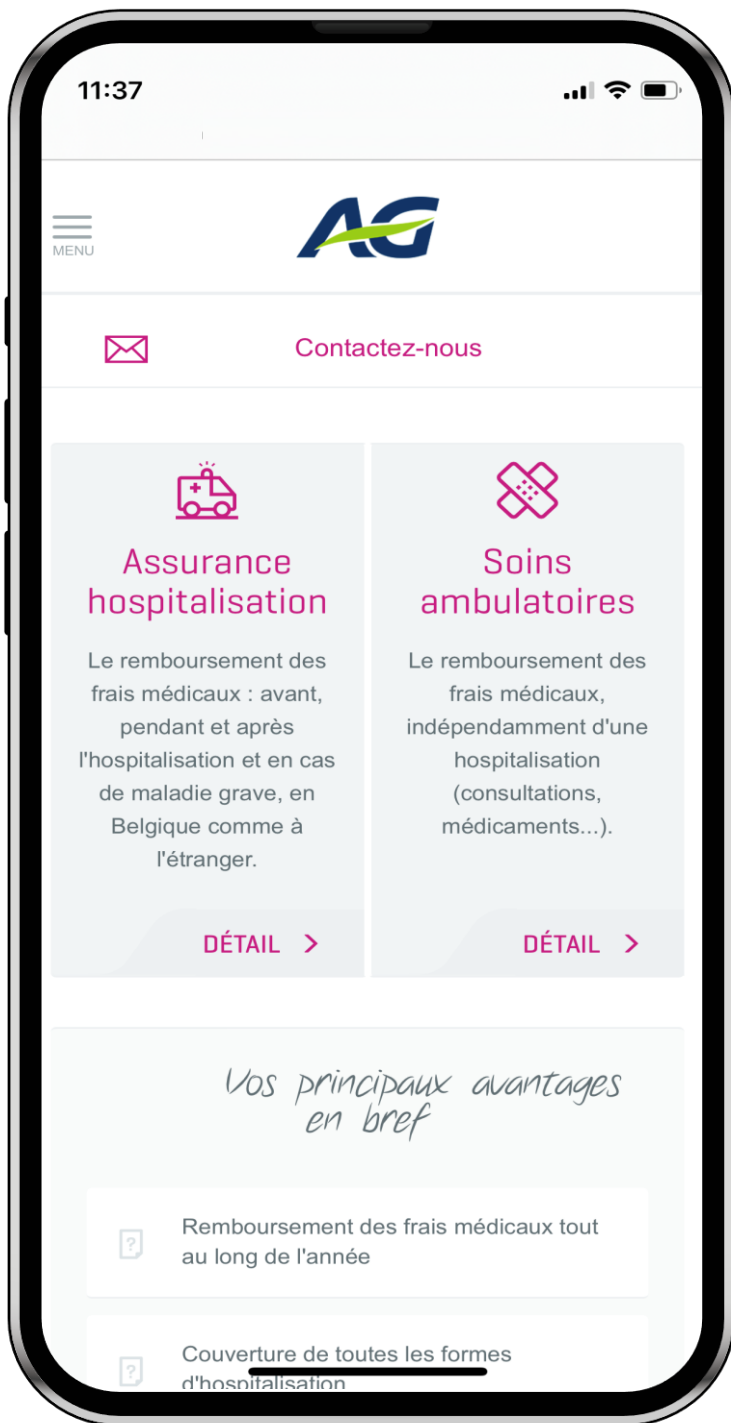 11:37
MENU
AG
Contactez-nous
Assurance
hospitalisation
Le remboursement des
frais médicaux : avant,
pendant et après
l'hospitalisation et en cas
de maladie grave, en
Belgique comme à
l'étranger.
DÉTAIL >
Soins
ambulatoires
Le remboursement des
frais médicaux,
indépendamment d'une
hospitalisation
(consultations,
médicaments...).
DÉTAIL >
Vos principaux avantages
en bref
?
Remboursement des frais médicaux tout
au long de l'année
?
Couverture de toutes les formes
d'hospitalisation